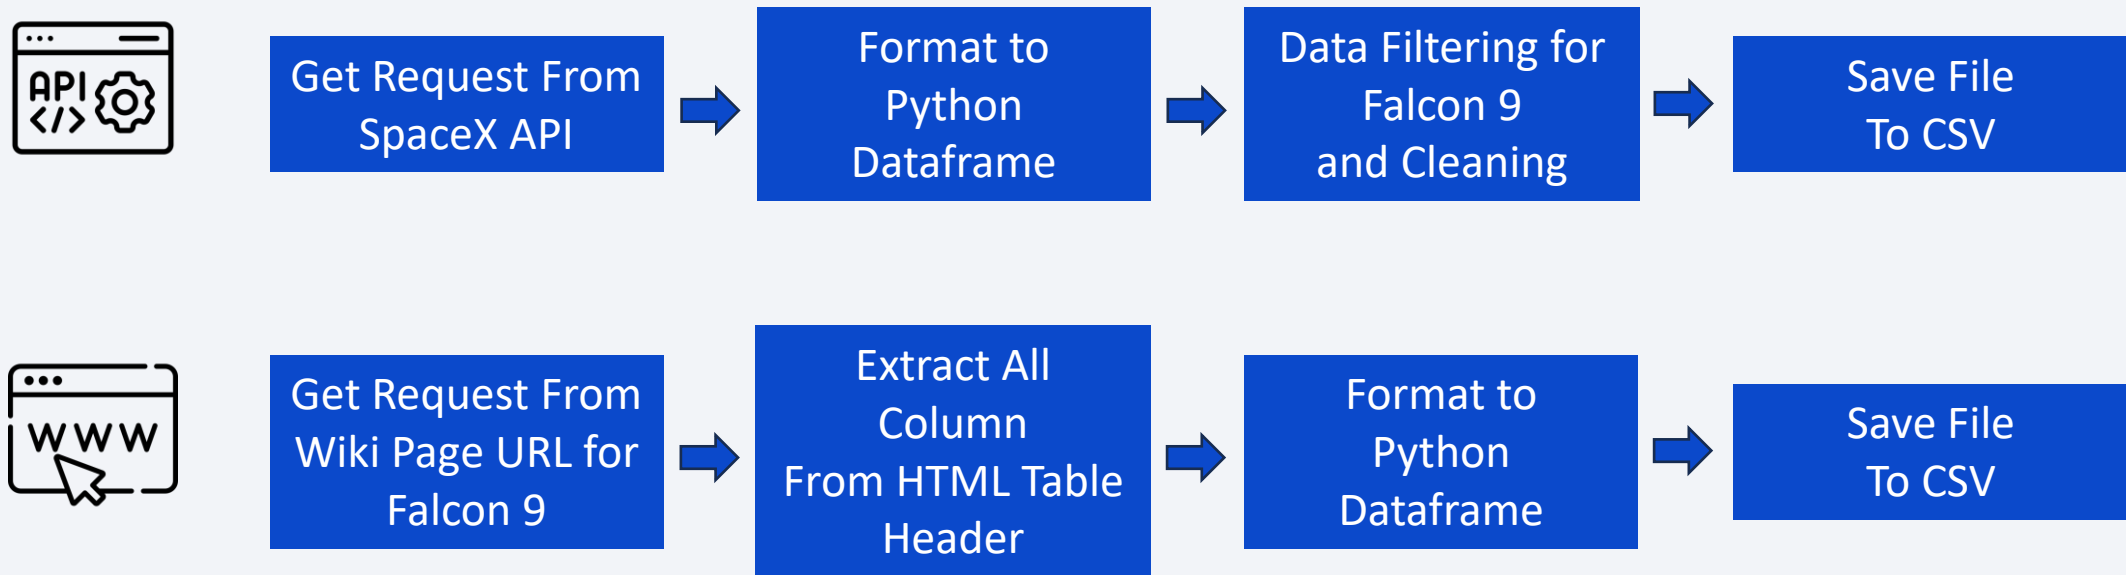 API
</>
Get Request From
SpaceX API
Format to
Python
Dataframe
Data Filtering for
Falcon 9
and Cleaning
Save File
To CSV
WWW
Get Request From
Wiki Page URL for
Falcon 9
Extract All
Column
From HTML Table
Header
Format to
Python
Dataframe
Save File
To CSV